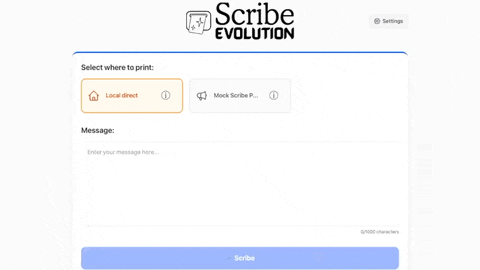 Scribe
EVOLUTION
Settings
Select where to print:
Local direct
Mock Scribe P...
Message:
Enter your message here...
0/1000 characters
Scribe